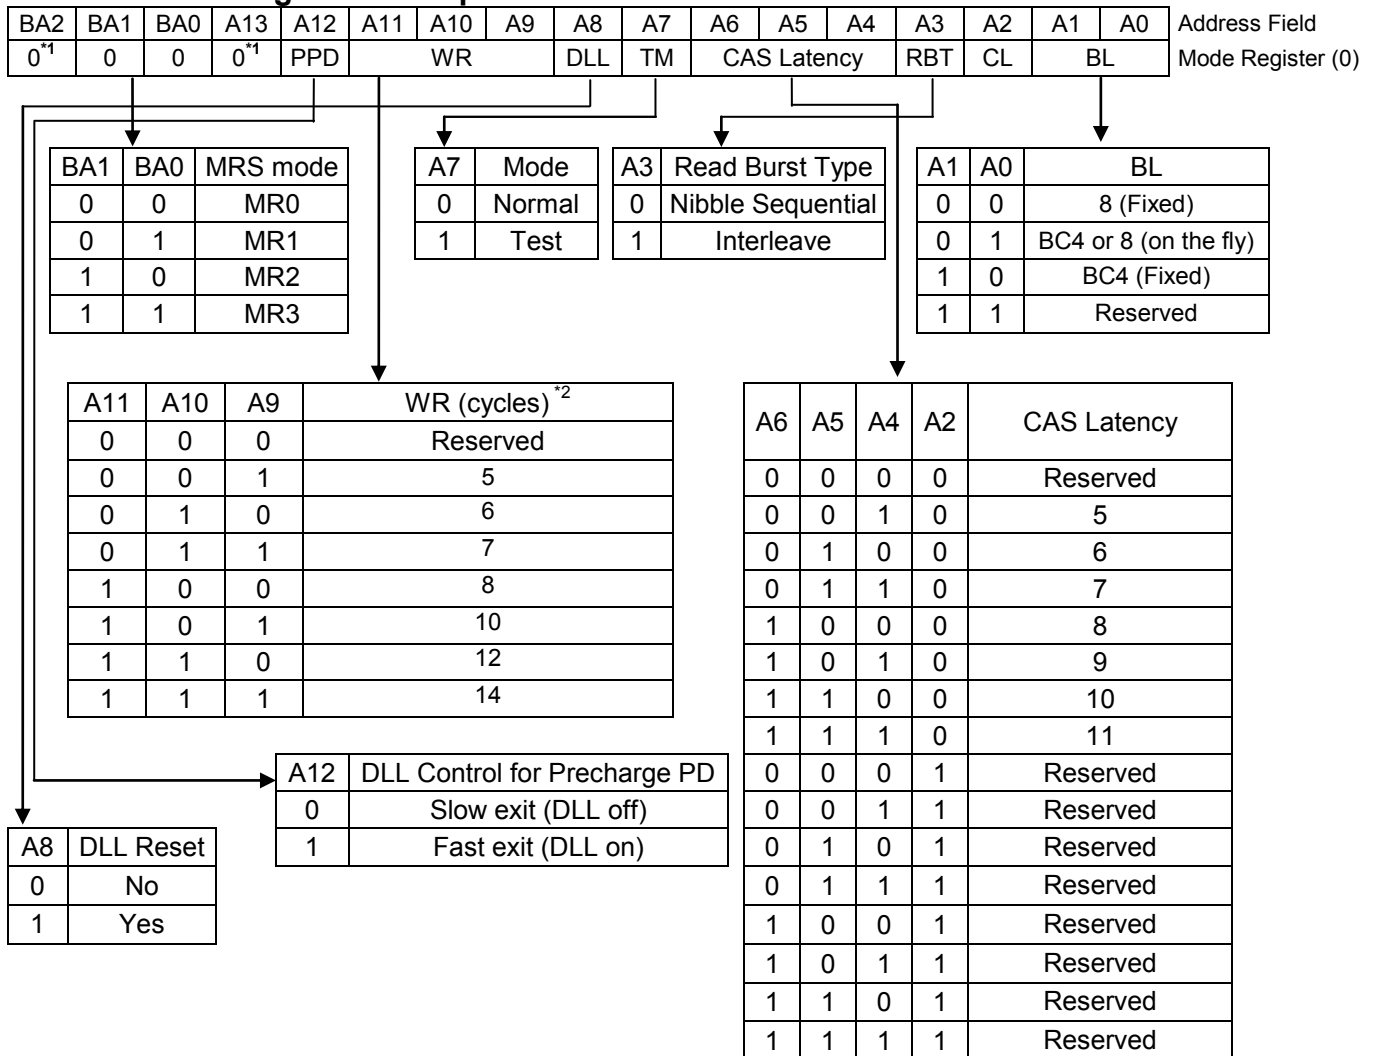 BA2 BA1 BA0 A13 A12 A11 A10 A9 A8 A7 A6 A5 A4 A3 A2 A1 A0 Address Field
0*1 0 0 0*1 PPD WR DLL TM CAS Latency RBT CL BL Mode Register (0)
BA1 BA0 MRS mode
0 0 MR0
0 1 MR1
1 0 MR2
1 1 MR3
A7 Mode
0 Normal
1 Test
A3 Read Burst Type
0 Nibble Sequential
1 Interleave
A1 A0 BL
0 0 8 (Fixed)
0 1 BC4 or 8 (on the fly)
1 0 BC4 (Fixed)
1 1 Reserved
A11 A10 A9 WR (cycles) *2
0 0 0 Reserved
0 0 1 5
0 1 0 6
0 1 1 7
1 0 0 8
1 0 1 10
1 1 0 12
1 1 1 14
A6 A5 A4 A2 CAS Latency
0 0 0 0 Reserved
0 0 1 0 5
0 1 0 0 6
0 1 1 0 7
1 0 0 0 8
1 0 1 0 9
1 1 0 0 10
1 1 1 0 11
0 0 0 1 Reserved
0 0 1 1 Reserved
0 1 0 1 Reserved
0 1 1 1 Reserved
1 0 0 1 Reserved
1 0 1 1 Reserved
1 1 0 1 Reserved
1 1 1 1 Reserved
A12 DLL Control for Precharge PD
0 Slow exit (DLL off)
1 Fast exit (DLL on)
A8 DLL Reset
0 No
1 Yes